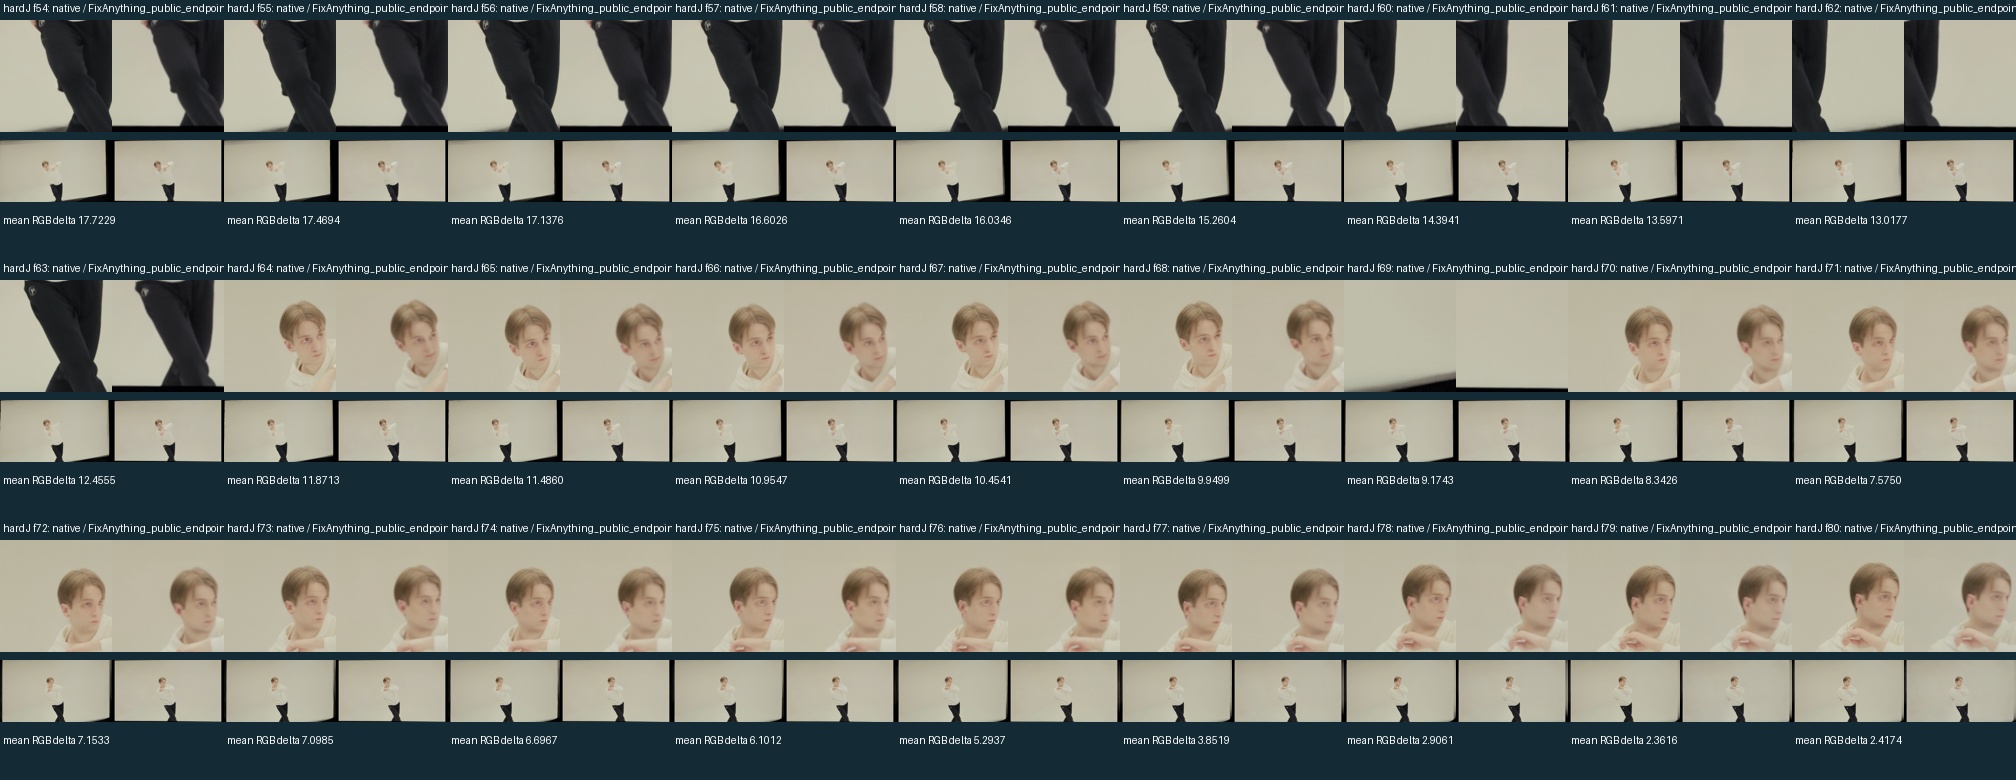 hardJ f54: native / FixAnything_public_endpoir
hardJ f55: native / FixAnything_public_endpoir
hardJ f56: native / FixAnything_public_endpoir
hardJ f57: native / FixAnything_public_endpoir
hardJ f58: native / FixAnything_public_endpoir
hardJ f59: native / FixAnything_public_endpoir
hardJ f60: native / FixAnything_public_endpoir
hardJ f61: native / FixAnything_public_endpoir
hardJ f62: native / FixAnything_public_endpoin
mean RGBdelta 17.7229
mean RGBdelta 17.4694
mean RGBdelta 17.1376
mean RGBdelta 16.6026
mean RGBdelta 16.0346
mean RGBdelta 15.2604
mean RGBdelta 14.3941
mean RGBdelta 13.5971
mean RGBdelta 13.0177
hardJ f63: native / FixAnything_public_endpoir
hardJ f64: native / FixAnything_public_endpoir
hardJ f65: native / FixAnything_public_endpoir
hardJ f66: native / FixAnything_public_endpoir
hardJ f67: native / FixAnything_public_endpoir
hardJ f68: native / FixAnything_public_endpoir
hardJ f69: native / FixAnything_public_endpoir
hardJ f70: native / FixAnything_public_endpoir
hardJ f71: native / FixAnything_public_endpoin
mean RGBdelta 12.4555
mean RGBdelta 11.8713
mean RGBdelta 11.4860
mean RGBdelta 10.9547
mean RGBdelta 10.4541
mean RGBdelta 9.9499
mean RGBdelta 9.1743
mean RGBdelta 8.3426
mean RGBdelta 7.5750
hardJ f72: native / FixAnything_public_endpoir
hardJ f73: native / FixAnything_public_endpoir
hardJ f74: native / FixAnything_public_endpoir
hardJ f75: native / FixAnything_public_endpoir
hardJ f76: native / FixAnything_public_endpoir
hardJ f77: native / FixAnything_public_endpoir
hardJ f78: native / FixAnything_public_endpoir
hardJ f79: native / FixAnything_public_endpoir
hardJ f80: native / FixAnything_public_endpoin
mean RGBdelta 7.1533
mean RGBdelta 7.0985
mean RGBdelta 6.6967
mean RGBdelta 6.1012
mean RGBdelta 5.2937
mean RGBdelta 3.8519
mean RGBdelta 2.9061
mean RGBdelta 2.3616
mean RGBdelta 2.4174